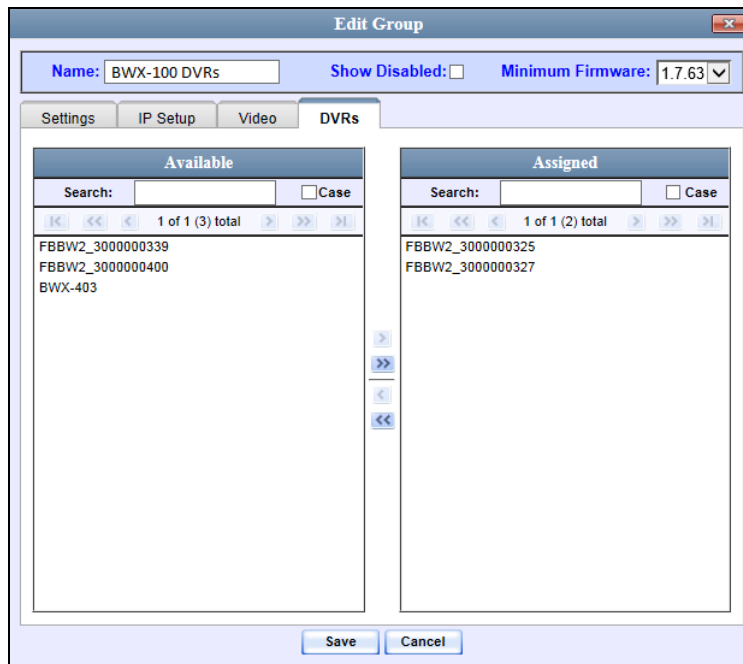 Edit Group
Name: BWX-100 DVRs Show Disabled: Minimum Firmware: 1.7.63
Settings IP Setup Video DVRs
Available
Search: Case
1 of 1 (3) total
FBBW2_3000000339
FBBW2_3000000400
BWX-403
Assigned
Search: Case
1 of 1 (2) total
FBBW2_3000000325
FBBW2_3000000327
Save Cancel